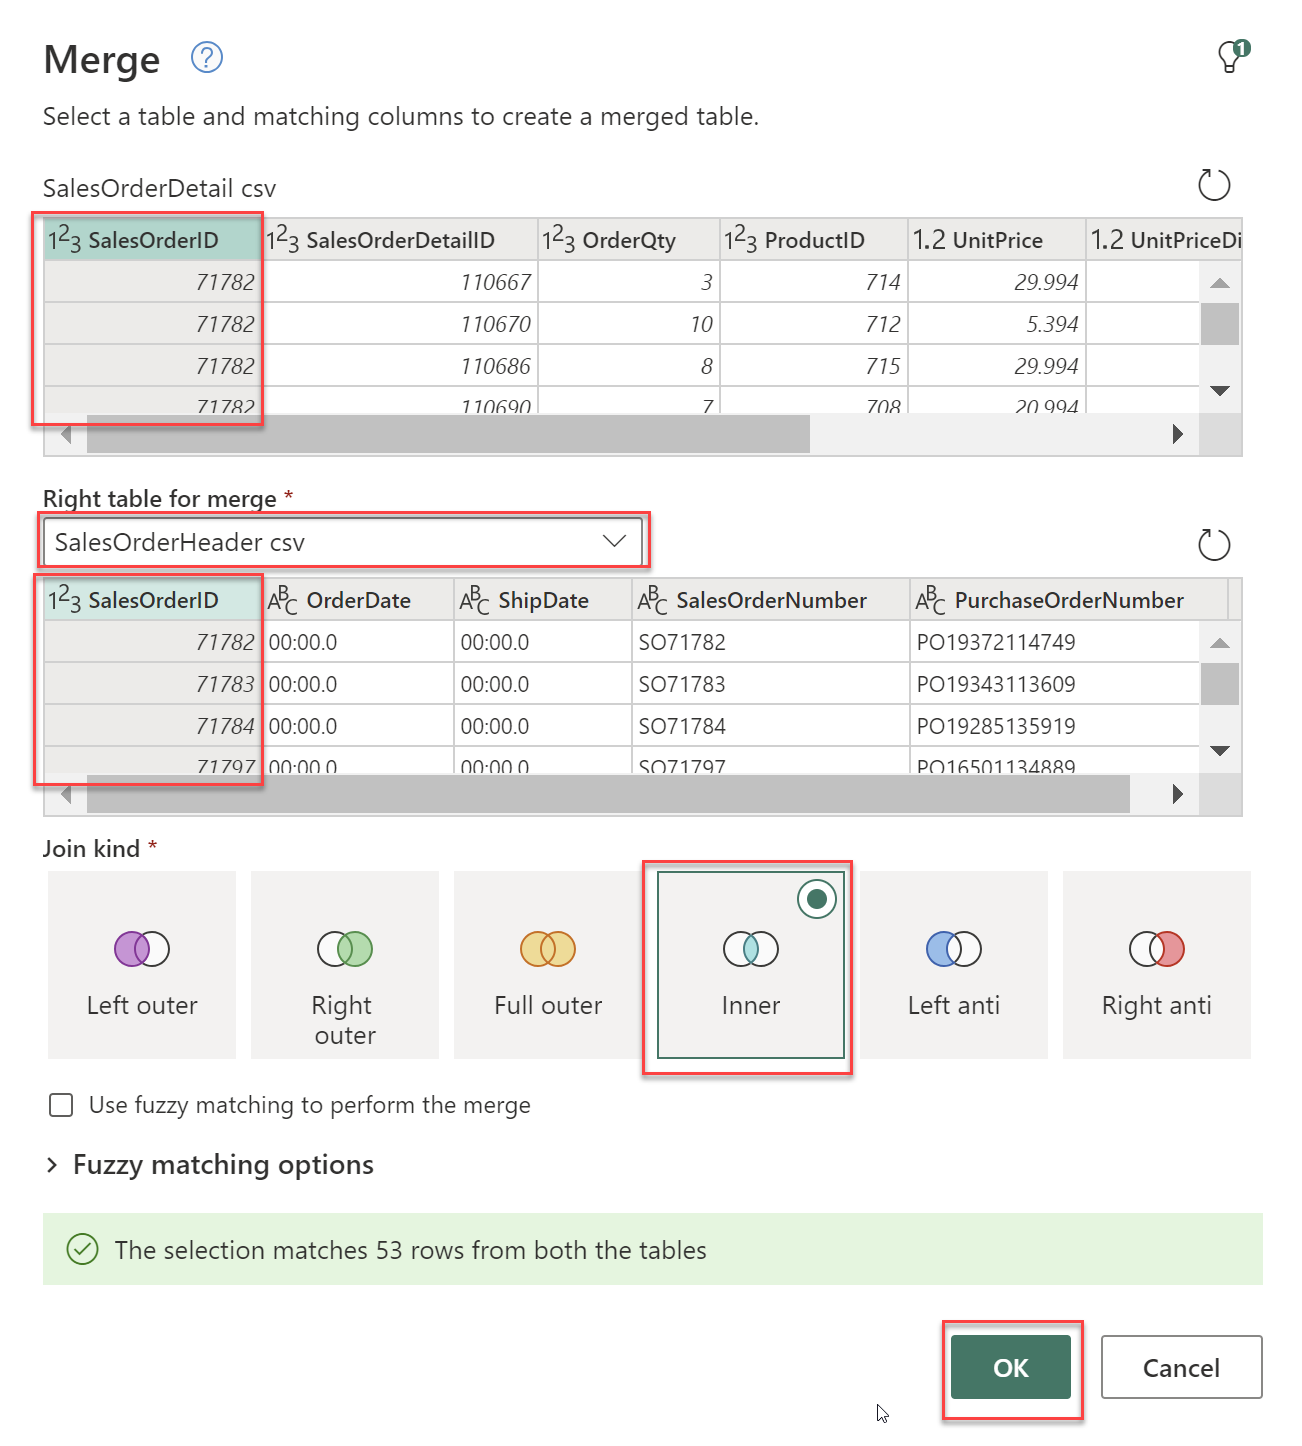 Merge ?
1
Select a table and matching columns to create a merged table.
SalesOrderDetail csv
123 SalesOrderID 123 SalesOrderDetailID 123 OrderQty 123 ProductID 1.2 UnitPrice 1.2 UnitPriceDi
71782 110667 3 714 29.994
71782 110670 10 712 5.394
71782 110686 8 715 29.994
71782 110690 7 708 20.994
Right table for merge *
SalesOrderHeader csv
123 SalesOrderID ABC OrderDate ABC ShipDate ABC SalesOrderNumber ABC PurchaseOrderNumber
71782 00:00.0 00:00.0 SO71782 PO19372114749
71783 00:00.0 00:00.0 SO71783 PO19343113609
71784 00:00.0 00:00.0 SO71784 PO19285135919
71797 00:00.0 00:00.0 SO71797 PO16501134889
Join kind *
Left outer Right outer Full outer Inner Left anti Right anti
Use fuzzy matching to perform the merge
Fuzzy matching options
The selection matches 53 rows from both the tables
OK Cancel